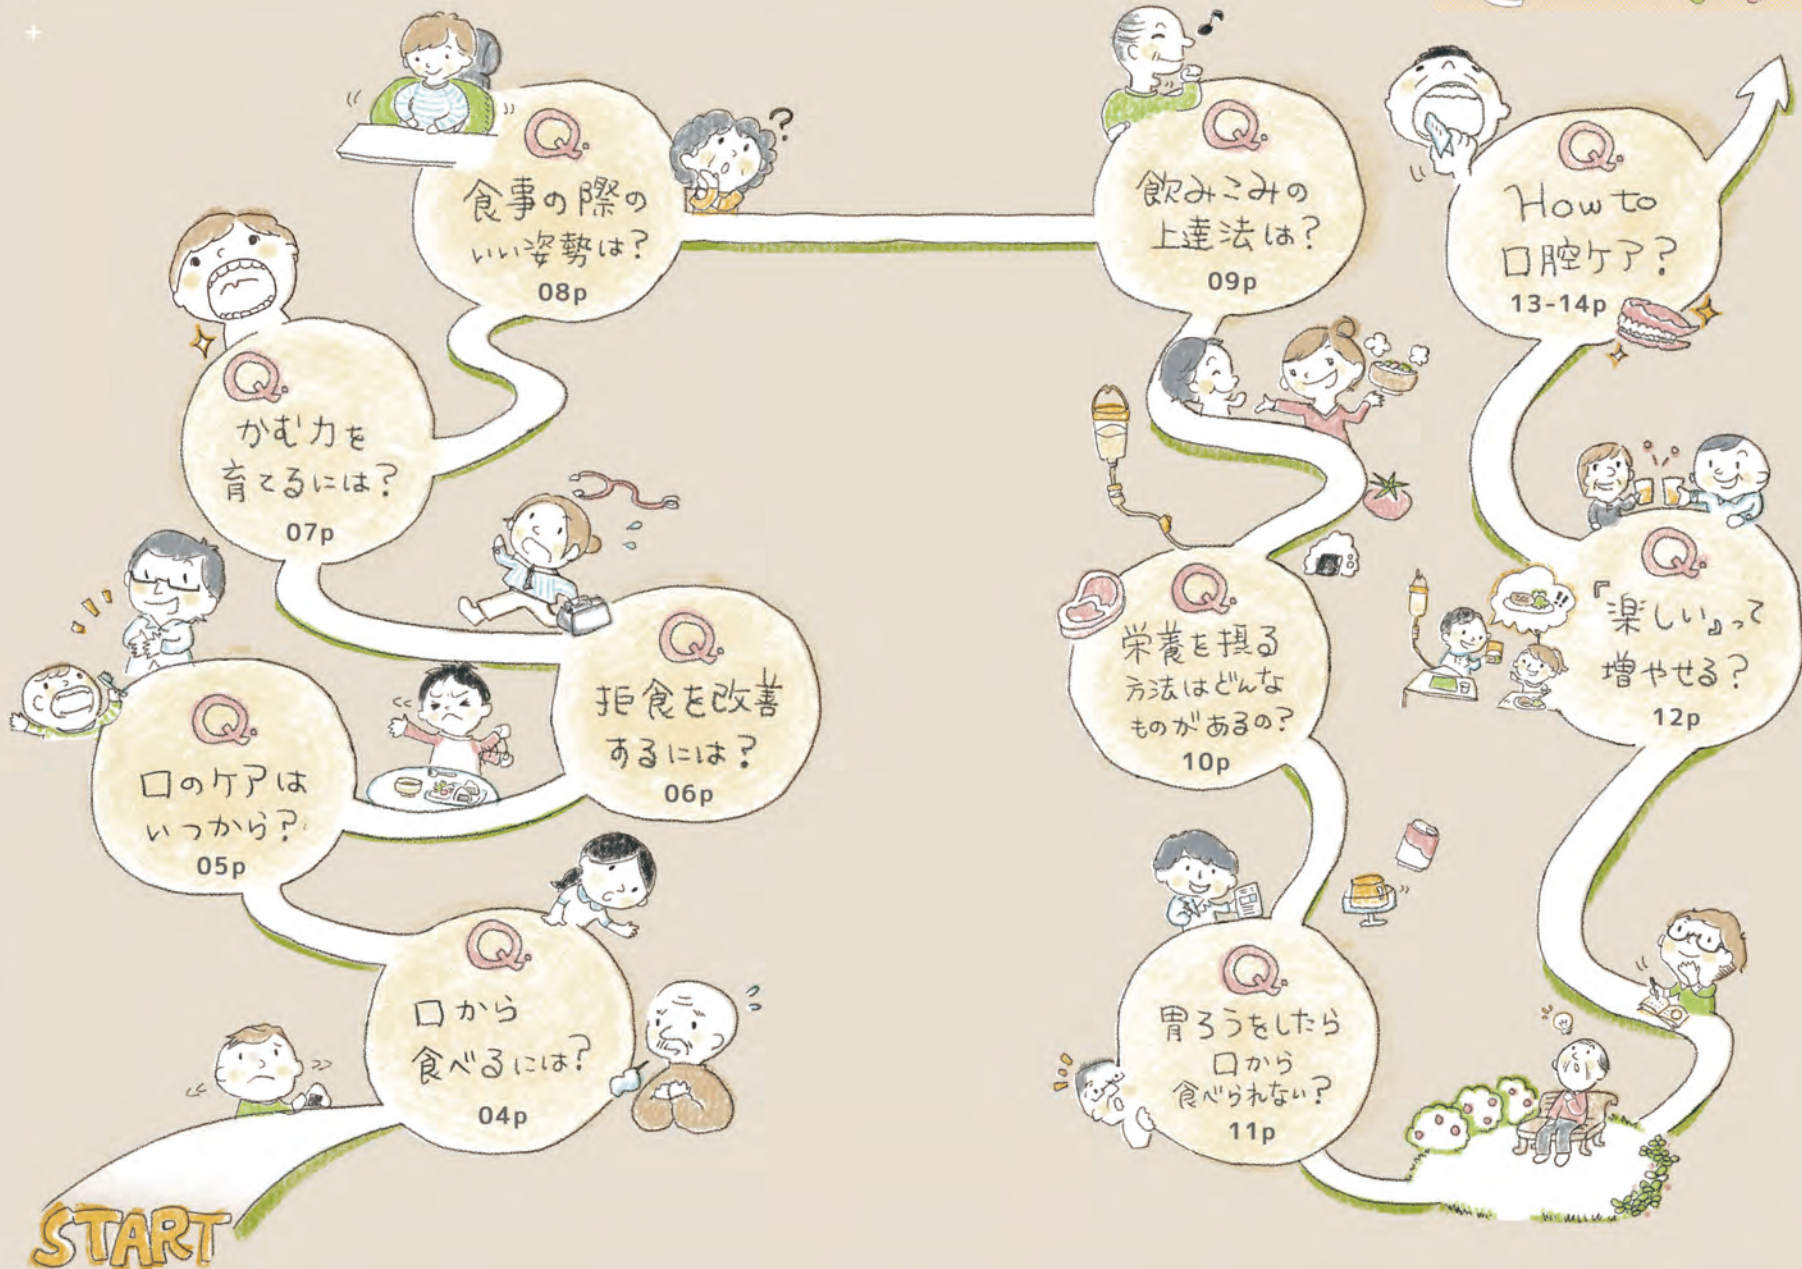 START
Q.
口から
食べるには?
04p
Q.
口のケアは
いつから?
05p
Q.
拒食を改善
するには?
06p
Q.
かむ力を
育てるには?
07p
Q.
食事の際の
いい姿勢は?
08p
?
Q.
飲みこみの
上達法は?
09p
Q.
栄養を摂る
方法はどんな
ものがあるの?
10p
Q.
胃ろうをしたら
口から
食べられない?
11p
Q.
『楽しい』って
増やせる?
12p
!!
Q.
How to
口腔ケア?
13-14p